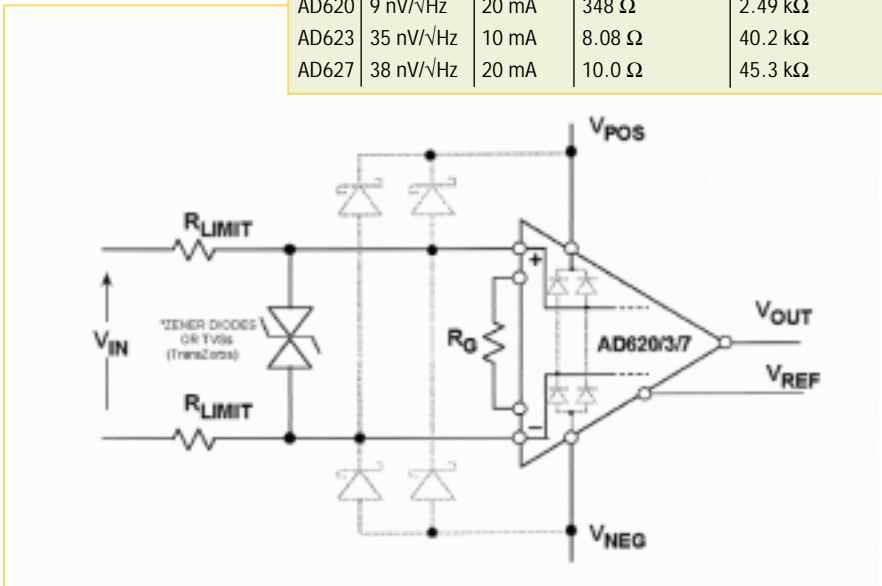 AD620 9 nV/√Hz 20 mA 348 Ω 2.49 kΩ
AD623 35 nV/√Hz 10 mA 8.08 Ω 40.2 kΩ
AD627 38 nV/√Hz 20 mA 10.0 Ω 45.3 kΩ
VPOS
RLIMIT
+
VIN
*ZENER DIODES
OR TVSs
(TransZorbs)
RG
AD620/3/7
VOUT
VREF
RLIMIT
−
VNEG